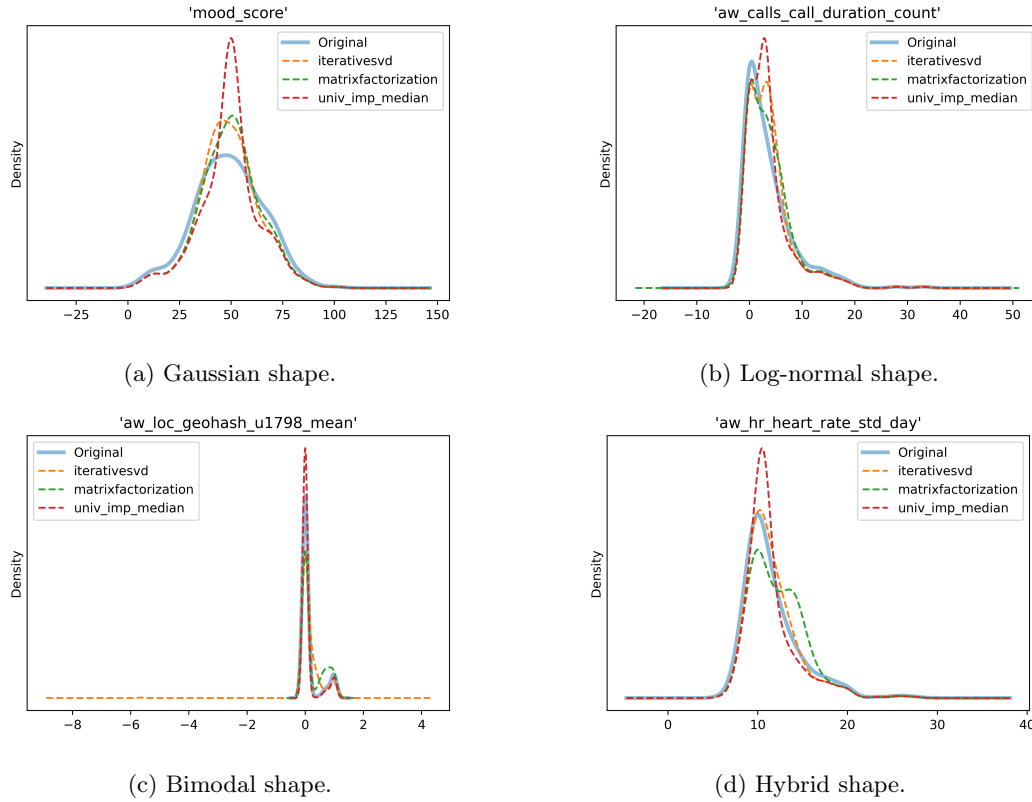 'mood_score'
Density
Original
iterativesvd
matrixfactorization
univ_imp_median
−25 0 25 50 75 100 125 150
(a) Gaussian shape.
'aw_calls_call_duration_count'
Density
Original
iterativesvd
matrixfactorization
univ_imp_median
−20 −10 0 10 20 30 40 50
(b) Log-normal shape.
'aw_loc_geohash_u1798_mean'
Density
Original
iterativesvd
matrixfactorization
univ_imp_median
−8 −6 −4 −2 0 2 4
(c) Bimodal shape.
'aw_hr_heart_rate_std_day'
Density
Original
iterativesvd
matrixfactorization
univ_imp_median
0 10 20 30 40
(d) Hybrid shape.